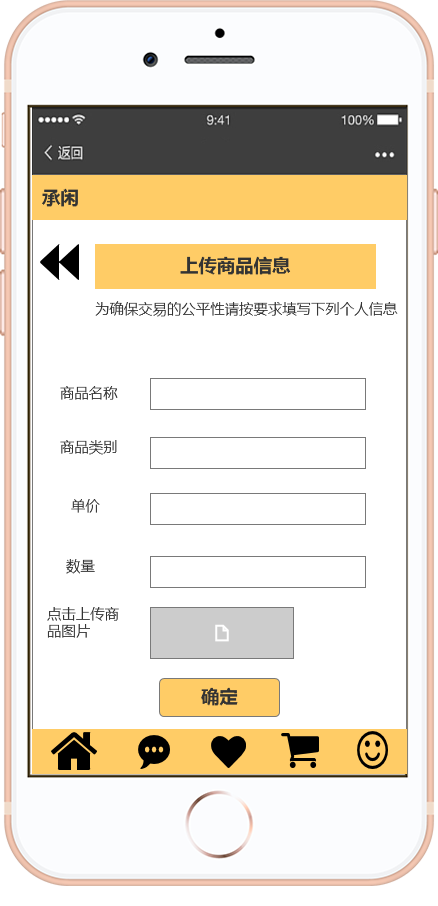 9:41
100%
返回
承闲
上传商品信息
为确保交易的公平性请按要求填写下列个人信息
商品名称
商品类别
单价
数量
点击上传商
品图片
确定